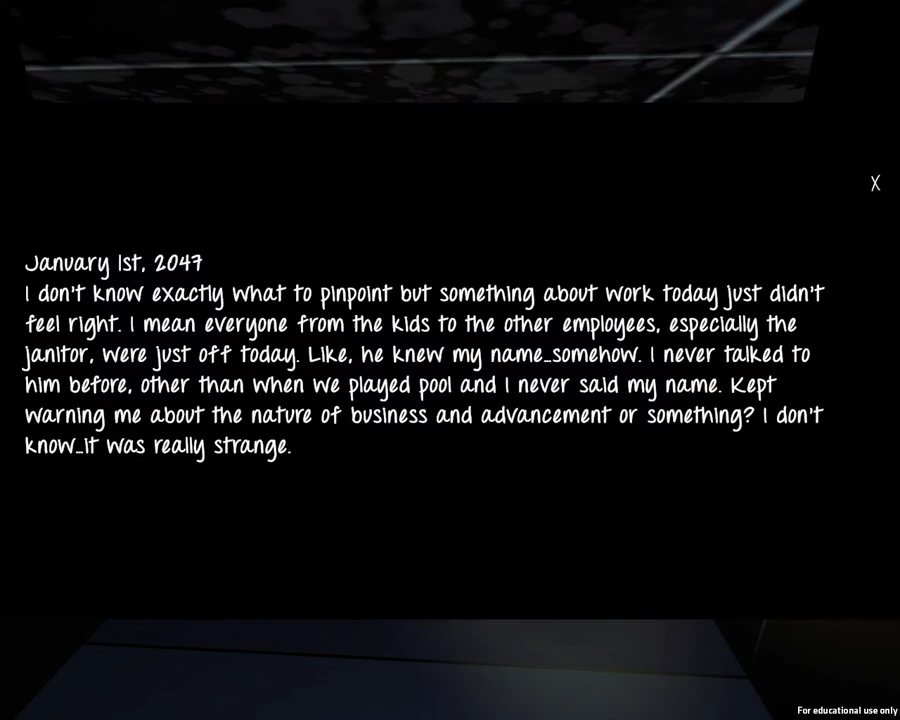 X
January 1st, 2047
I don't know exactly what to pinpoint but something about work today just didn't
feel right. I mean everyone from the kids to the other employees, especially the
janitor, were just off today. Like, he knew my name...somehow. I never talked to
him before, other than when we played pool and I never said my name. Kept
warning me about the nature of business and advancement or something? I don't
know...it was really strange.
For educational use only